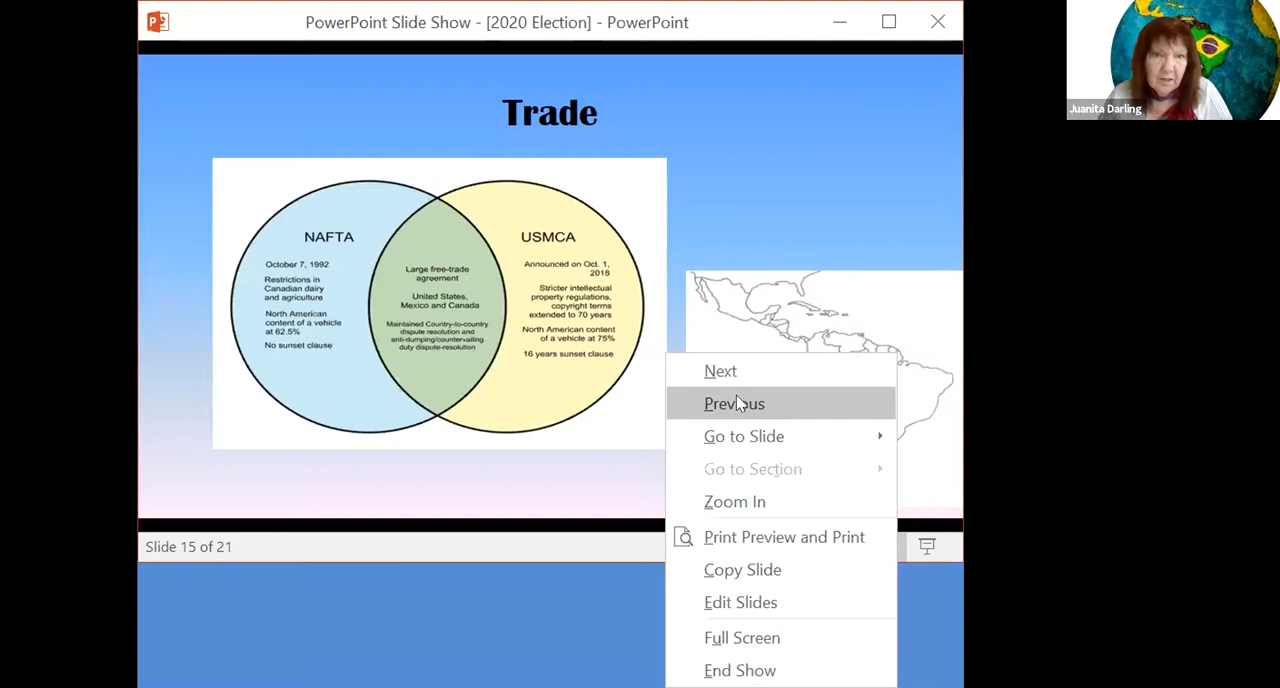 PowerPoint Slide Show - [2020 Election] - PowerPoint
Juanita Darling
Trade
NAFTA
October 7, 1992
Restrictions in
Canadian dairy
and agriculture
North American
content of a vehicle
at 62.5%
No sunset clause
Large free-trade
agreement
United States,
Mexico and Canada
Maintained Country-to-country
dispute resolution and
anti-dumping/countervailing
duty dispute-resolution
USMCA
Announced on Oct. 1,
2018
Stricter intellectual
property regulations,
copyright terms
extended to 70 years
North American content
of a vehicle at 75%
16 years sunset clause
Next
Previous
Go to Slide
Go to Section
Zoom In
Print Preview and Print
Copy Slide
Edit Slides
Full Screen
End Show
Slide 15 of 21